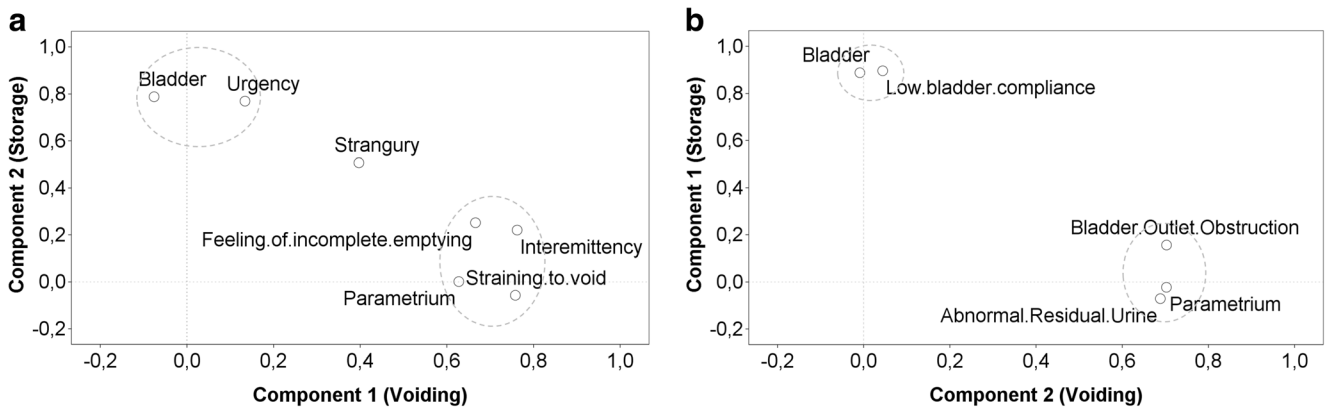 a
1,0
0,8
0,6
0,4
0,2
0,0
-0,2
Component 2 (Storage)
Bladder
Urgency
Strangury
Feeling.of.incomplete.emptying
Interemittency
Straining.to.void
Parametrium
-0,2 0,0 0,2 0,4 0,6 0,8 1,0
Component 1 (Voiding)
b
1,0
0,8
0,6
0,4
0,2
0,0
-0,2
Component 1 (Storage)
Bladder
Low.bladder.compliance
Bladder.Outlet.Obstruction
Parametrium
Abnormal.Residual.Urine
-0,2 0,0 0,2 0,4 0,6 0,8 1,0
Component 2 (Voiding)